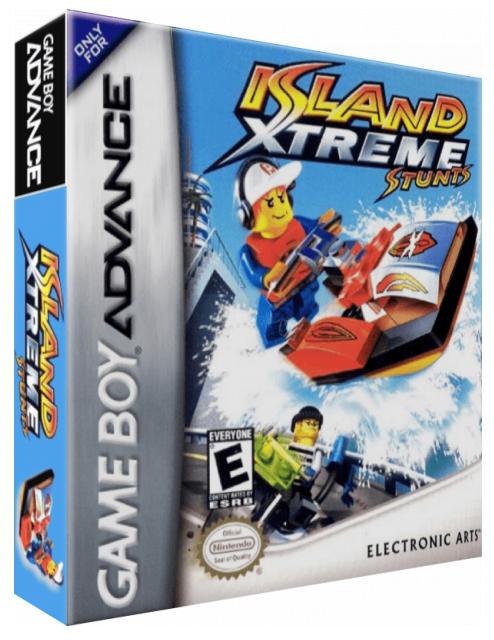 GAME BOY
ADVANCE
ISLAND
XTREME
STUNTS
ONLY
FOR
GAME BOY ADVANCE
ISLAND
XTREME
STUNTS
EVERYONE
E
CONTENT RATED BY
ESRB
Official
Nintendo
Seal of Quality
ELECTRONIC ARTS™